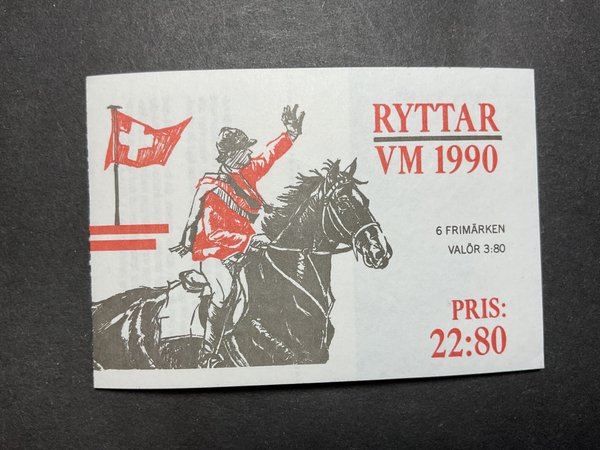 RYTTAR
VM 1990
6 FRIMÄRKEN
VALÖR 3:80
PRIS:
22:80